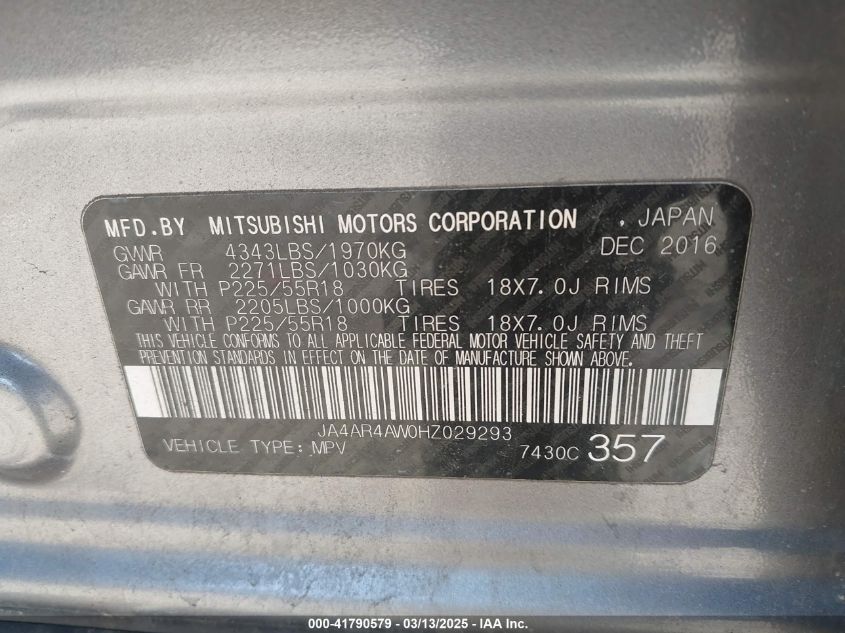 MFD.BY MITSUBISHI MOTORS CORPORATION . JAPAN
GVWR 4343LBS/1970KG DEC 2016
GAWR FR 2271LBS/1030KG
WITH P225/55R18 TIRES 18X7.0J RIMS
GAWR RR 2205LBS/1000KG
WITH P225/55R18 TIRES 18X7.0J RIMS
THIS VEHICLE CONFORMS TO ALL APPLICABLE FEDERAL MOTOR VEHICLE SAFETY AND THEFT
PREVENTION STANDARDS IN EFFECT ON THE DATE OF MANUFACTURE SHOWN ABOVE.
JA4AR4AW0HZ029293
VEHICLE TYPE: MPV 7430C 357
000-41790579 — 03/13/2025 — IAA Inc.